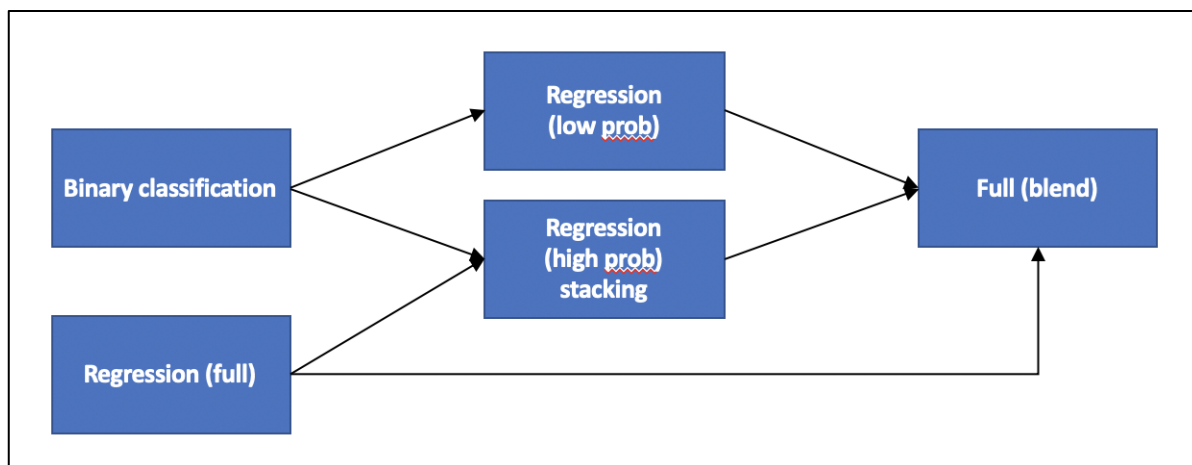 Binary classification
Regression (full)
Regression
(low prob)
Regression
(high prob)
stacking
Full (blend)